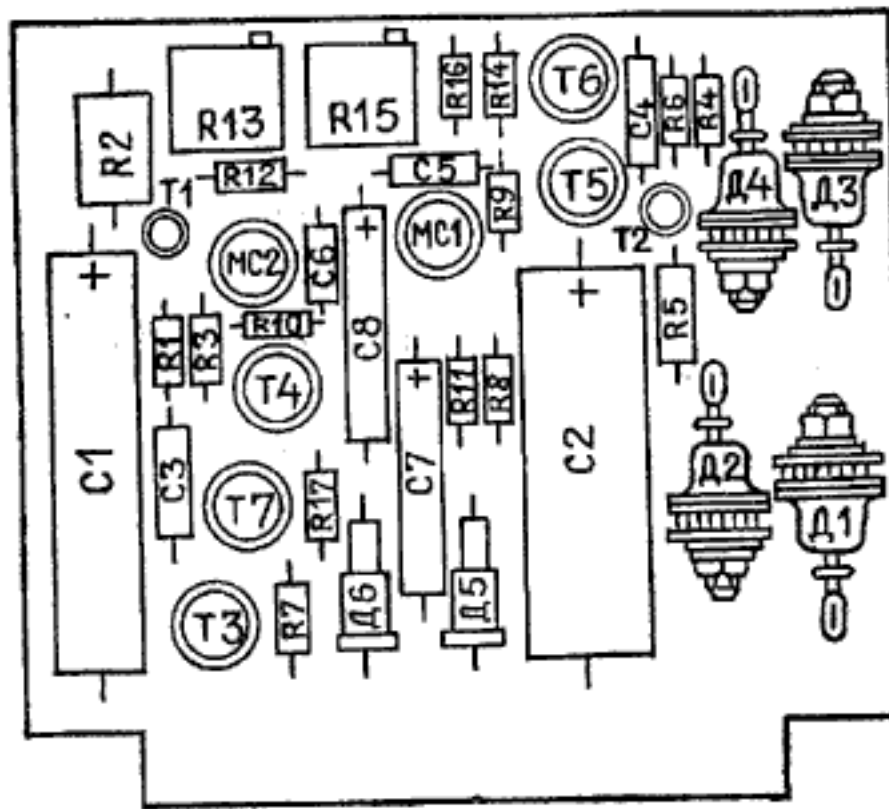 R13
R15
R16
R14
T6
C4
R6
R4
R2
T1
R12
C5
R9
T5
T2
Д4
Д3
+
MC2
C6
+
MC1
+
R1
R3
R10
C8
R5
T4
+
R11
R8
C1
C3
C7
C2
Д2
Д1
T7
R17
T3
R7
Д6
Д5